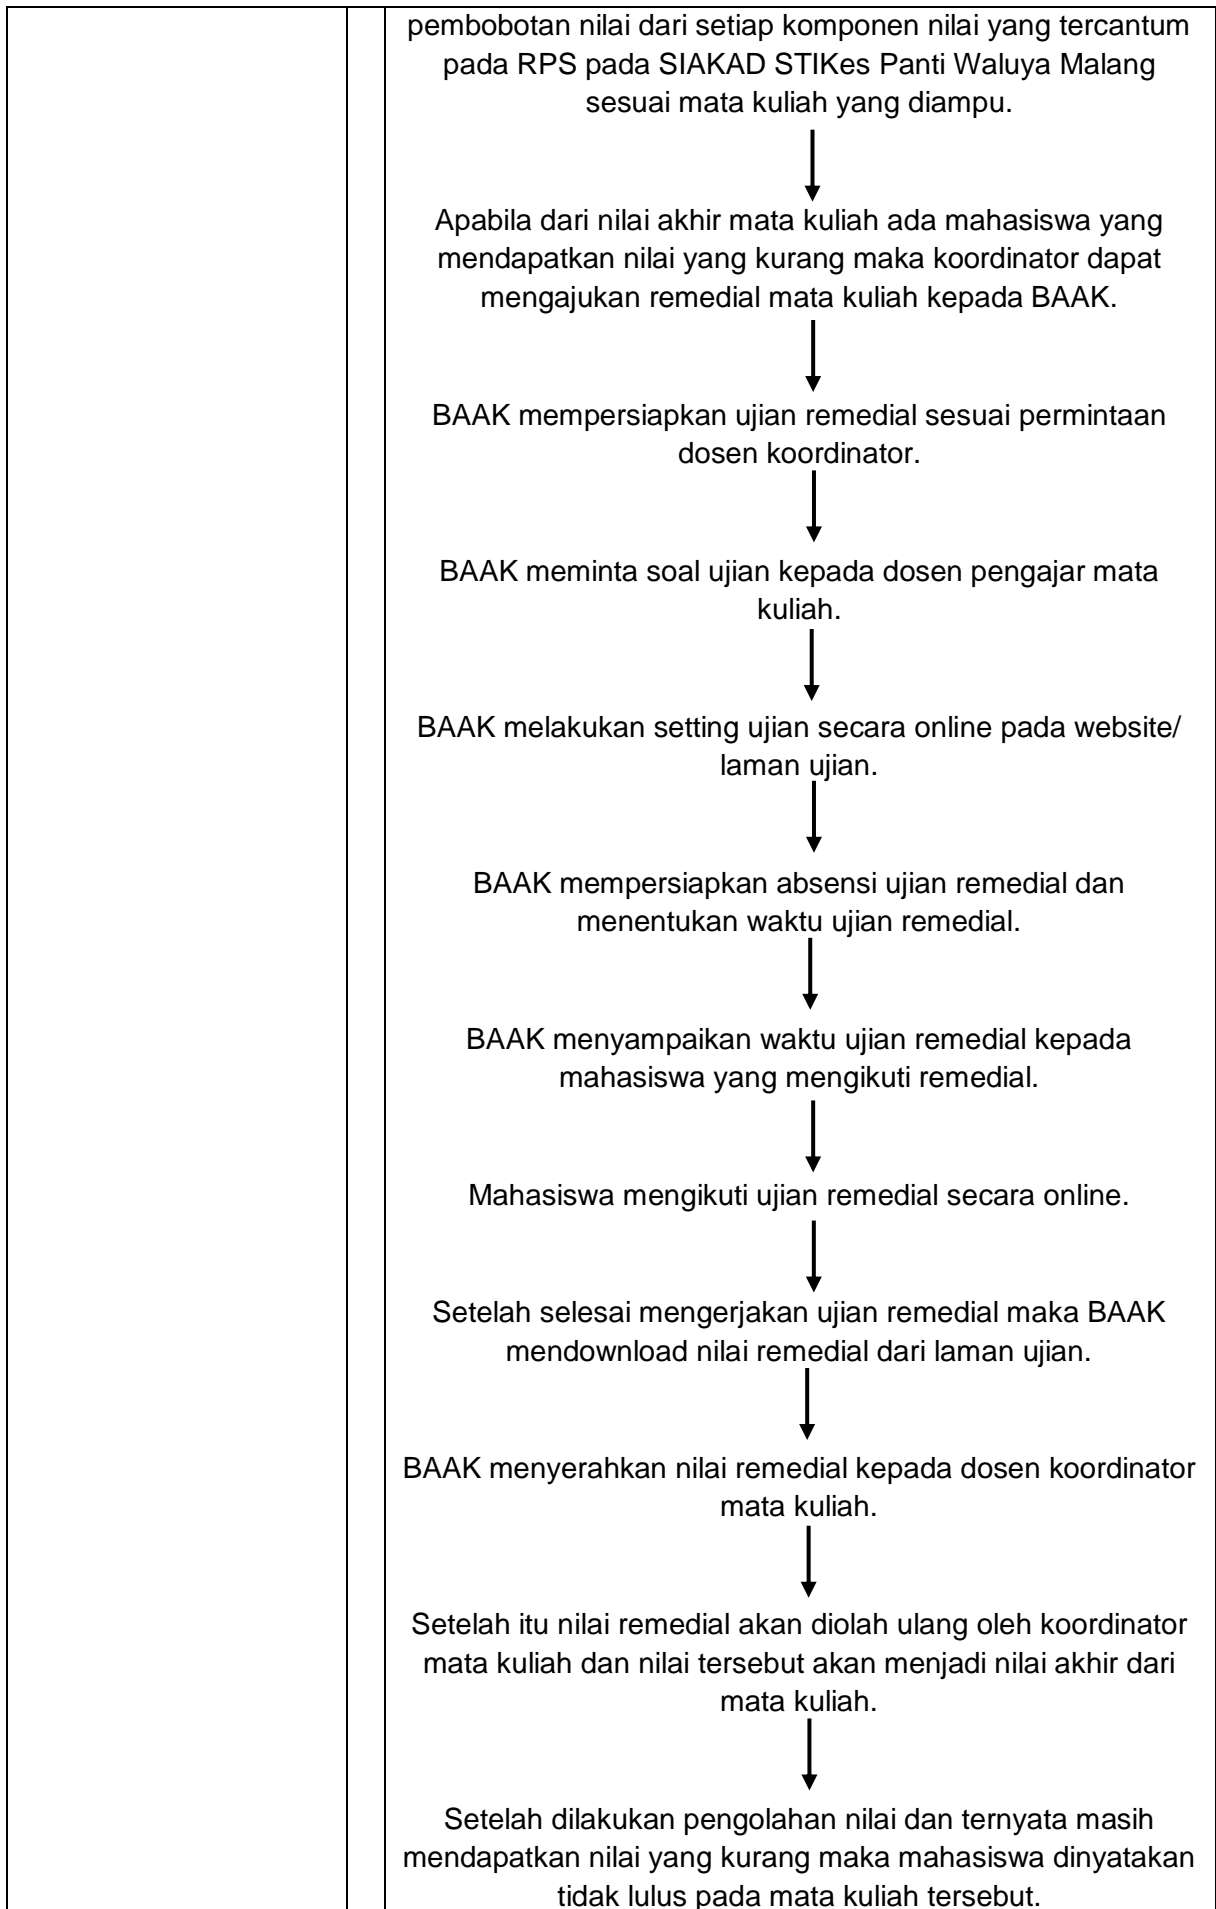 pembobotan nilai dari setiap komponen nilai yang tercantum
pada RPS pada SIAKAD STIKes Panti Waluya Malang
sesuai mata kuliah yang diampu.
Apabila dari nilai akhir mata kuliah ada mahasiswa yang
mendapatkan nilai yang kurang maka koordinator dapat
mengajukan remedial mata kuliah kepada BAAK.
BAAK mempersiapkan ujian remedial sesuai permintaan
dosen koordinator.
BAAK meminta soal ujian kepada dosen pengajar mata
kuliah.
BAAK melakukan setting ujian secara online pada website/
laman ujian.
BAAK mempersiapkan absensi ujian remedial dan
menentukan waktu ujian remedial.
BAAK menyampaikan waktu ujian remedial kepada
mahasiswa yang mengikuti remedial.
Mahasiswa mengikuti ujian remedial secara online.
Setelah selesai mengerjakan ujian remedial maka BAAK
mendownload nilai remedial dari laman ujian.
BAAK menyerahkan nilai remedial kepada dosen koordinator
mata kuliah.
Setelah itu nilai remedial akan diolah ulang oleh koordinator
mata kuliah dan nilai tersebut akan menjadi nilai akhir dari
mata kuliah.
Setelah dilakukan pengolahan nilai dan ternyata masih
mendapatkan nilai yang kurang maka mahasiswa dinyatakan
tidak lulus pada mata kuliah tersebut.